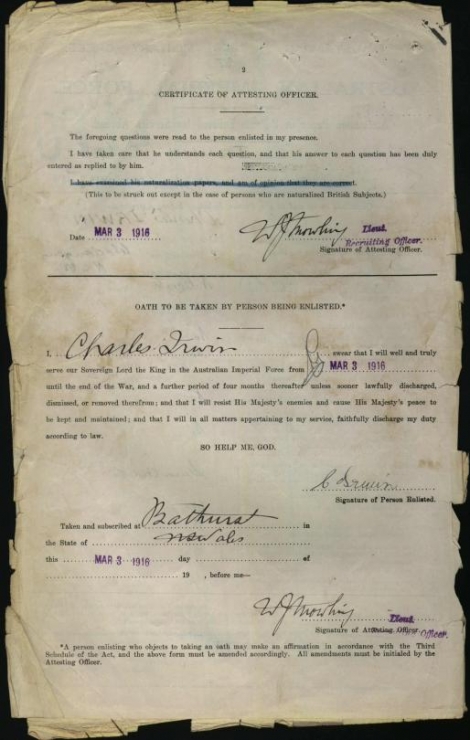 2
CERTIFICATE OF ATTESTING OFFICER.
The foregoing questions were read to the person enlisted in my presence.
I have taken care that he understands each question, and that his answer to each question has been duly
entered as replied to by him.
I have examined his naturalization papers, and am of opinion that they are correct.
(This to be struck out except in the case of persons who are naturalised British Subjects.)
Date MAR 3 1916
Lieut.
Recruiting Officer.
Signature of Attesting Officer.
OATH TO BE TAKEN BY PERSON BEING ENLISTED.*
I, Charles Irwin swear that I will well and truly
serve our Sovereign Lord the King in the Australian Imperial Force from MAR 3 1916
until the end of the War, and a further period of four months thereafter unless sooner lawfully discharged,
dismissed, or removed therefrom; and that I will resist His Majesty's enemies and cause His Majesty's peace to
be kept and maintained; and that I will in all matters appertaining to my service, faithfully discharge my duty
according to law.
SO HELP ME, GOD.
C Irwin
Signature of Person Enlisted.
Taken and subscribed at Bathurst in
the State of NSWales
this MAR 3 1916 day of
19 , before me—
Lieut.
Signature of Attesting Officer.
Recruiting Officer.
*A person enlisting who objects to taking an oath may make an affirmation in accordance with the Third
Schedule of the Act, and the above form must be amended accordingly. All amendments must be initialed by the
Attesting Officer.